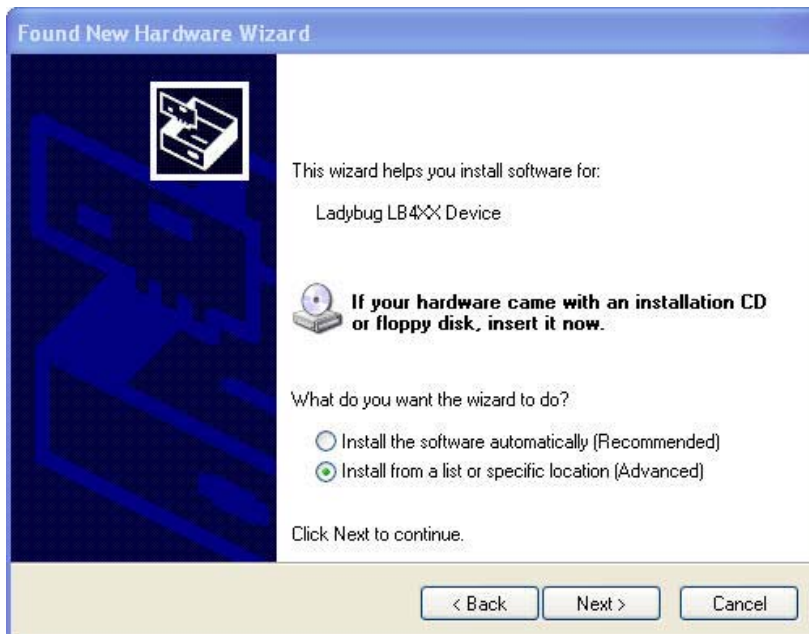 Found New Hardware Wizard
This wizard helps you install software for:
Ladybug LB4XX Device
If your hardware came with an installation CD
or floppy disk, insert it now.
What do you want the wizard to do?
Install the software automatically (Recommended)
Install from a list or specific location (Advanced)
Click Next to continue.
< Back Next > Cancel